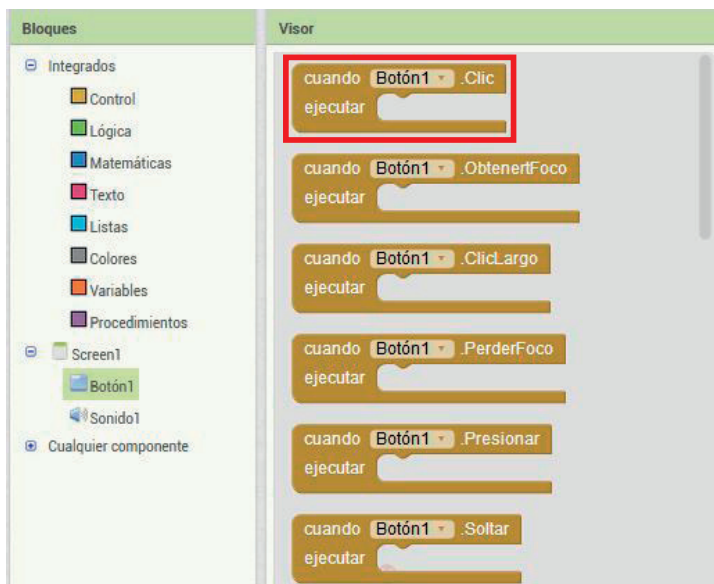 Bloques
Integrados
Control
Lógica
Matemáticas
Texto
Listas
Colores
Variables
Procedimientos
Screen1
Botón1
Sonido1
Cualquier componente
Visor
cuando Botón1 .Clic
ejecutar
cuando Botón1 .ObtenertFoco
ejecutar
cuando Botón1 .ClicLargo
ejecutar
cuando Botón1 .PerderFoco
ejecutar
cuando Botón1 .Presionar
ejecutar
cuando Botón1 .Soltar
ejecutar